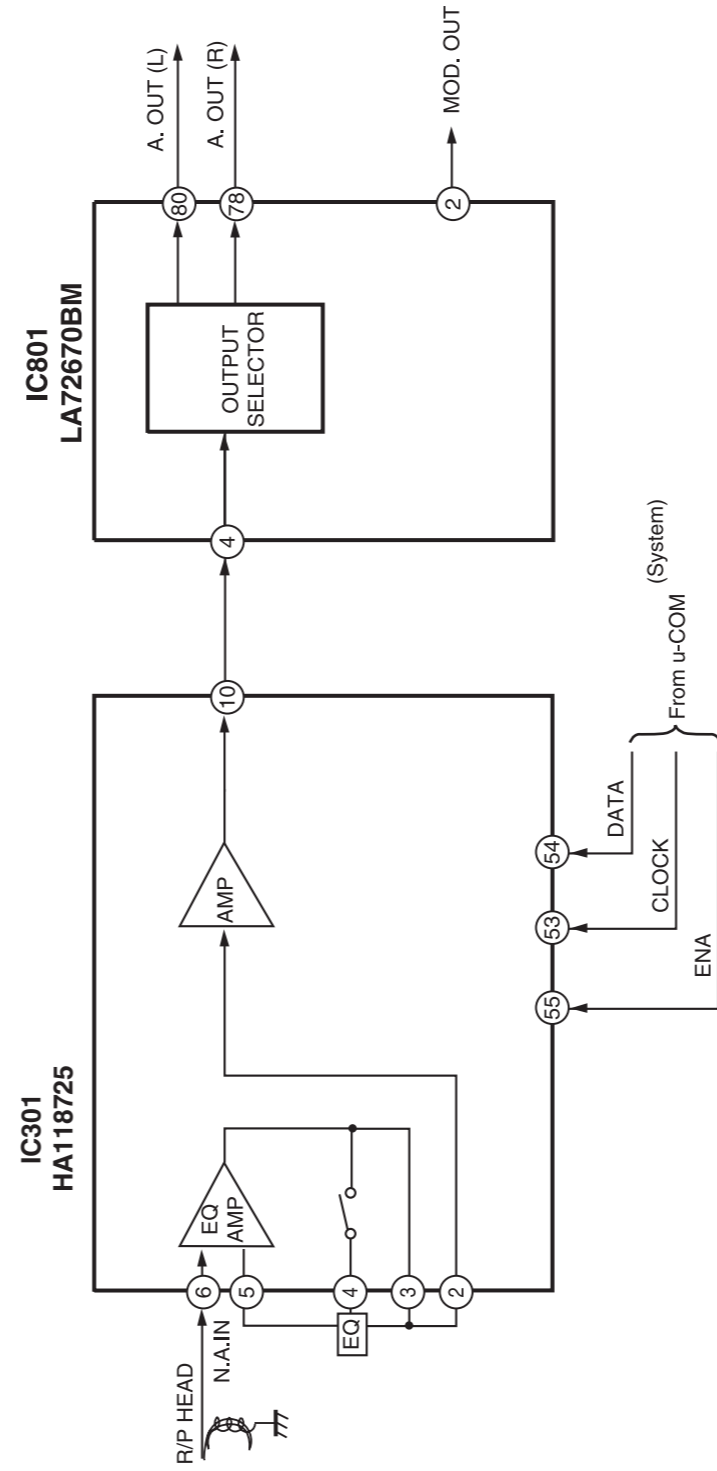 IC301
HA118725
R/P HEAD
N.A.IN
6
5
4
3
2
EQ
EQ
AMP
AMP
10
55
53
54
ENA
CLOCK
DATA
From u-COM
(System)
IC801
LA72670BM
4
OUTPUT
SELECTOR
80
78
2
A. OUT (L)
A. OUT (R)
MOD. OUT